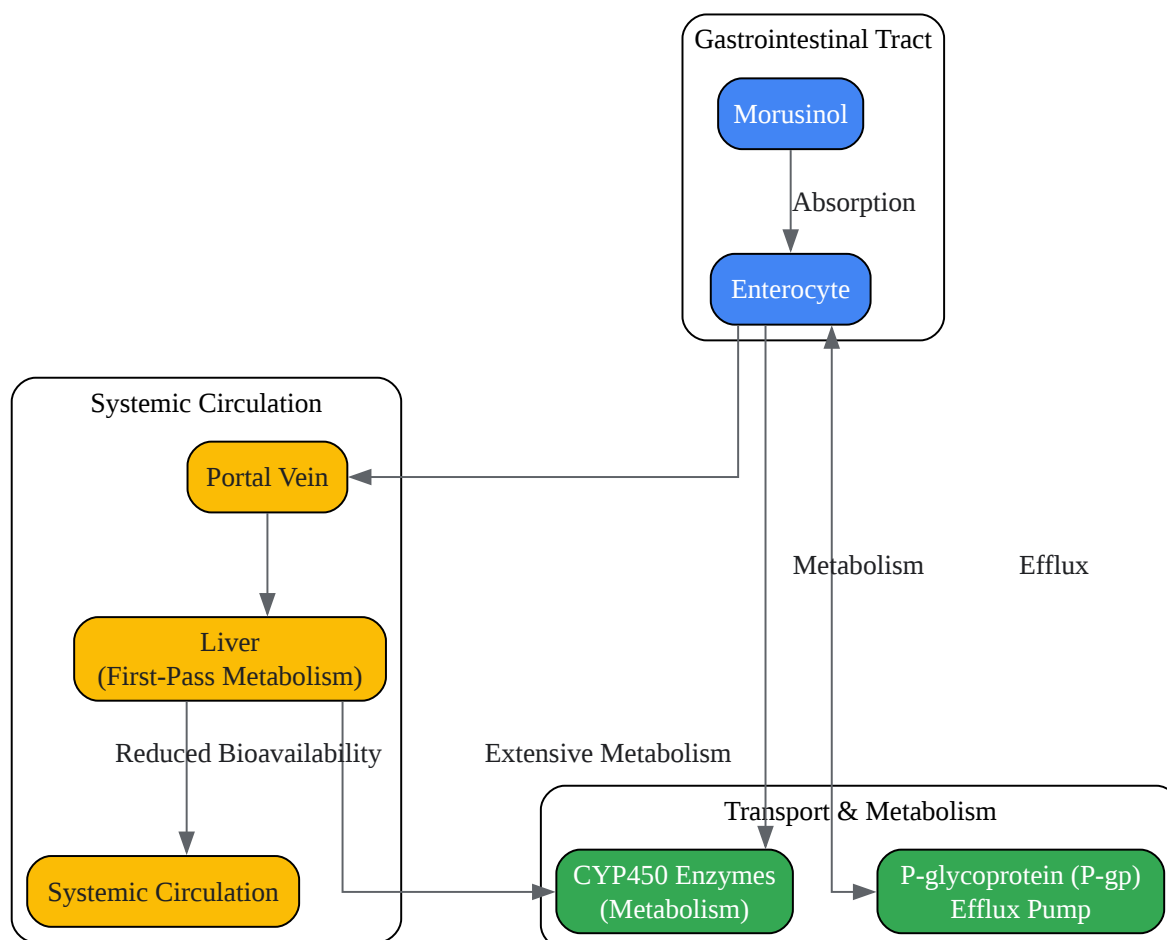 Gastrointestinal Tract
Morusinol
Absorption
Enterocyte
Systemic Circulation
Portal Vein
Metabolism
Efflux
Liver
(First-Pass Metabolism)
Reduced Bioavailability
Extensive Metabolism
Transport & Metabolism
Systemic Circulation
CYP450 Enzymes
(Metabolism)
P-glycoprotein (P-gp)
Efflux Pump